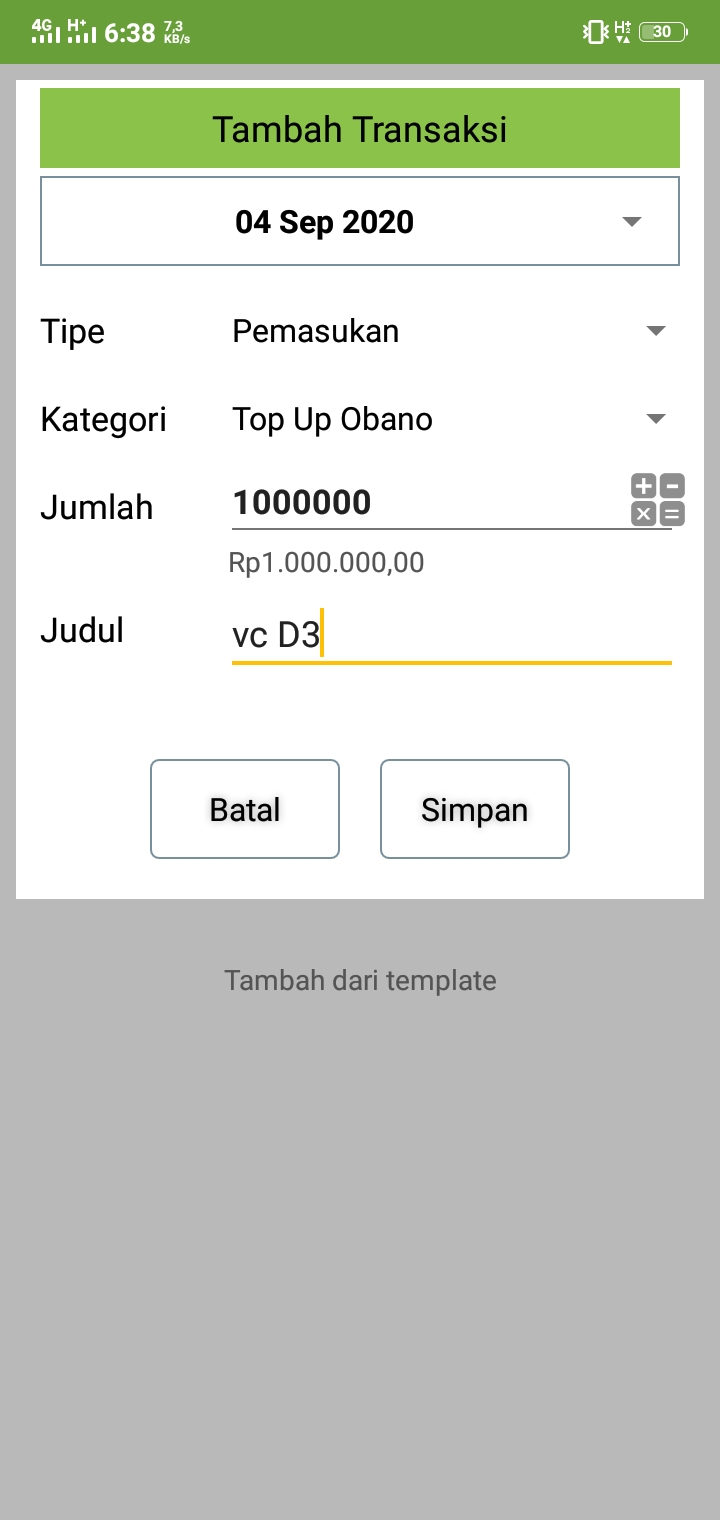 4G H+ 6:38 7,3 KB/s 30
Tambah Transaksi
04 Sep 2020
Tipe Pemasukan
Kategori Top Up Obano
Jumlah 1000000
Rp1.000.000,00
Judul vc D3
Batal Simpan
Tambah dari template